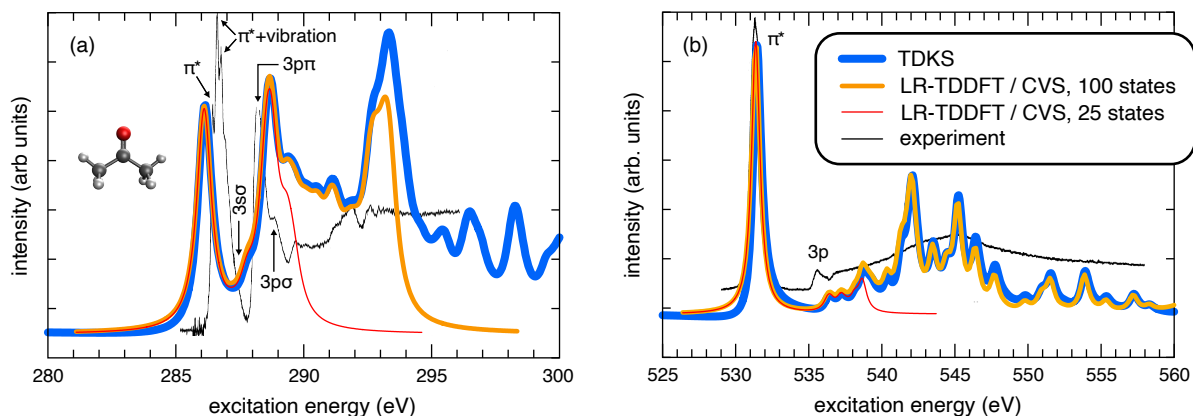 (a)
π*
π*+vibration
3pπ
3sσ
3pσ
intensity (arb units)
280 285 290 295 300
excitation energy (eV)
(b)
π*
3p
TDKS
LR-TDDFT / CVS, 100 states
LR-TDDFT / CVS, 25 states
experiment
intensity (arb. units)
525 530 535 540 545 550 555 560
excitation energy (eV)